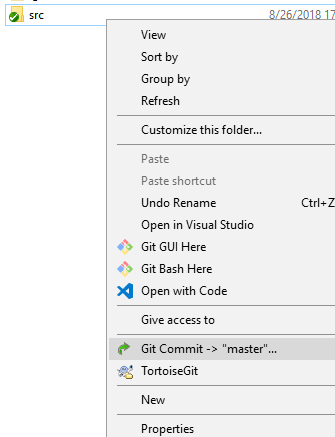 src 8/26/2018 17
View
Sort by
Group by
Refresh
Customize this folder...
Paste
Paste shortcut
Undo Rename Ctrl+Z
Open in Visual Studio
Git GUI Here
Git Bash Here
Open with Code
Give access to
Git Commit -> "master"...
TortoiseGit
New
Properties